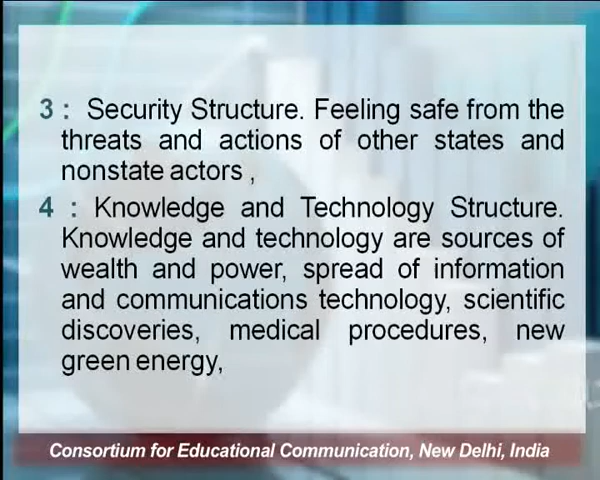 3 : Security Structure. Feeling safe from the
threats and actions of other states and
nonstate actors ,
4 : Knowledge and Technology Structure.
Knowledge and technology are sources of
wealth and power, spread of information
and communications technology, scientific
discoveries, medical procedures, new
green energy,
Consortium for Educational Communication, New Delhi, India